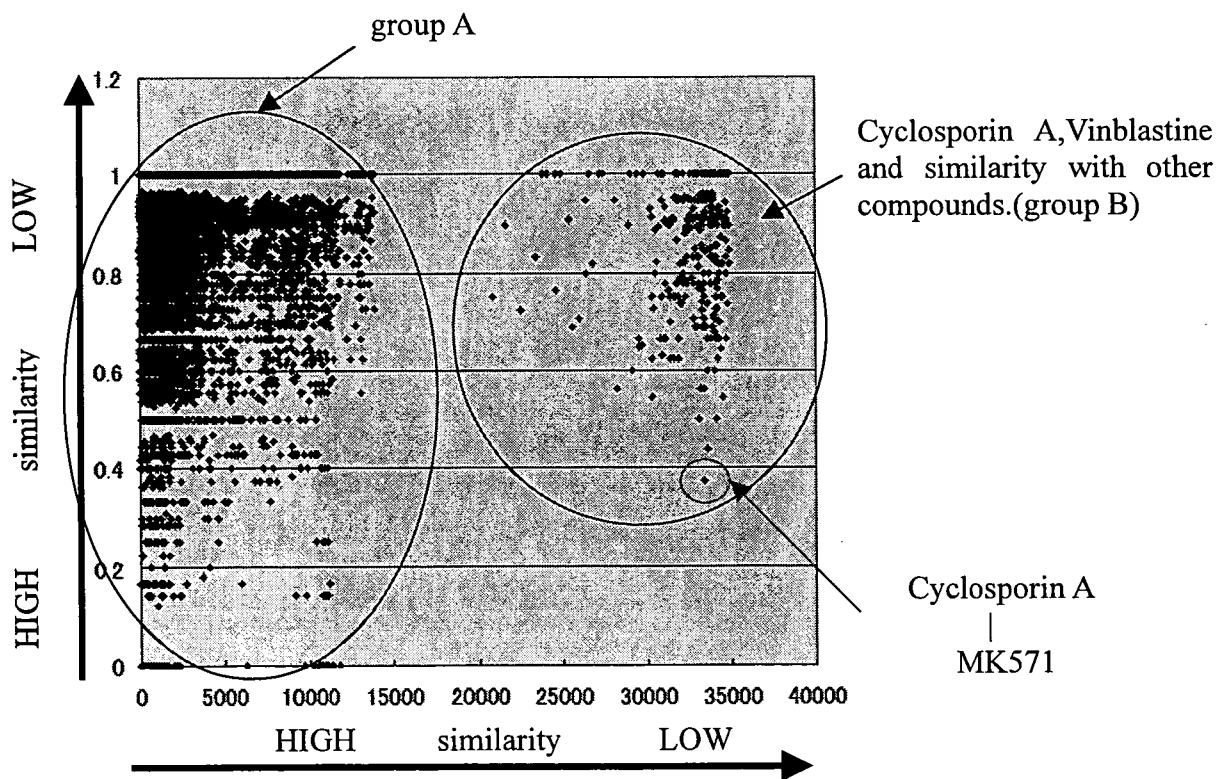 group A
1.2
1
0.8
0.6
0.4
0.2
0
LOW
similarity
HIGH
Cyclosporin A,Vinblastine
and similarity with other
compounds.(group B)
Cyclosporin A
|
MK571
0 5000 10000 15000 20000 25000 30000 35000 40000
HIGH similarity LOW